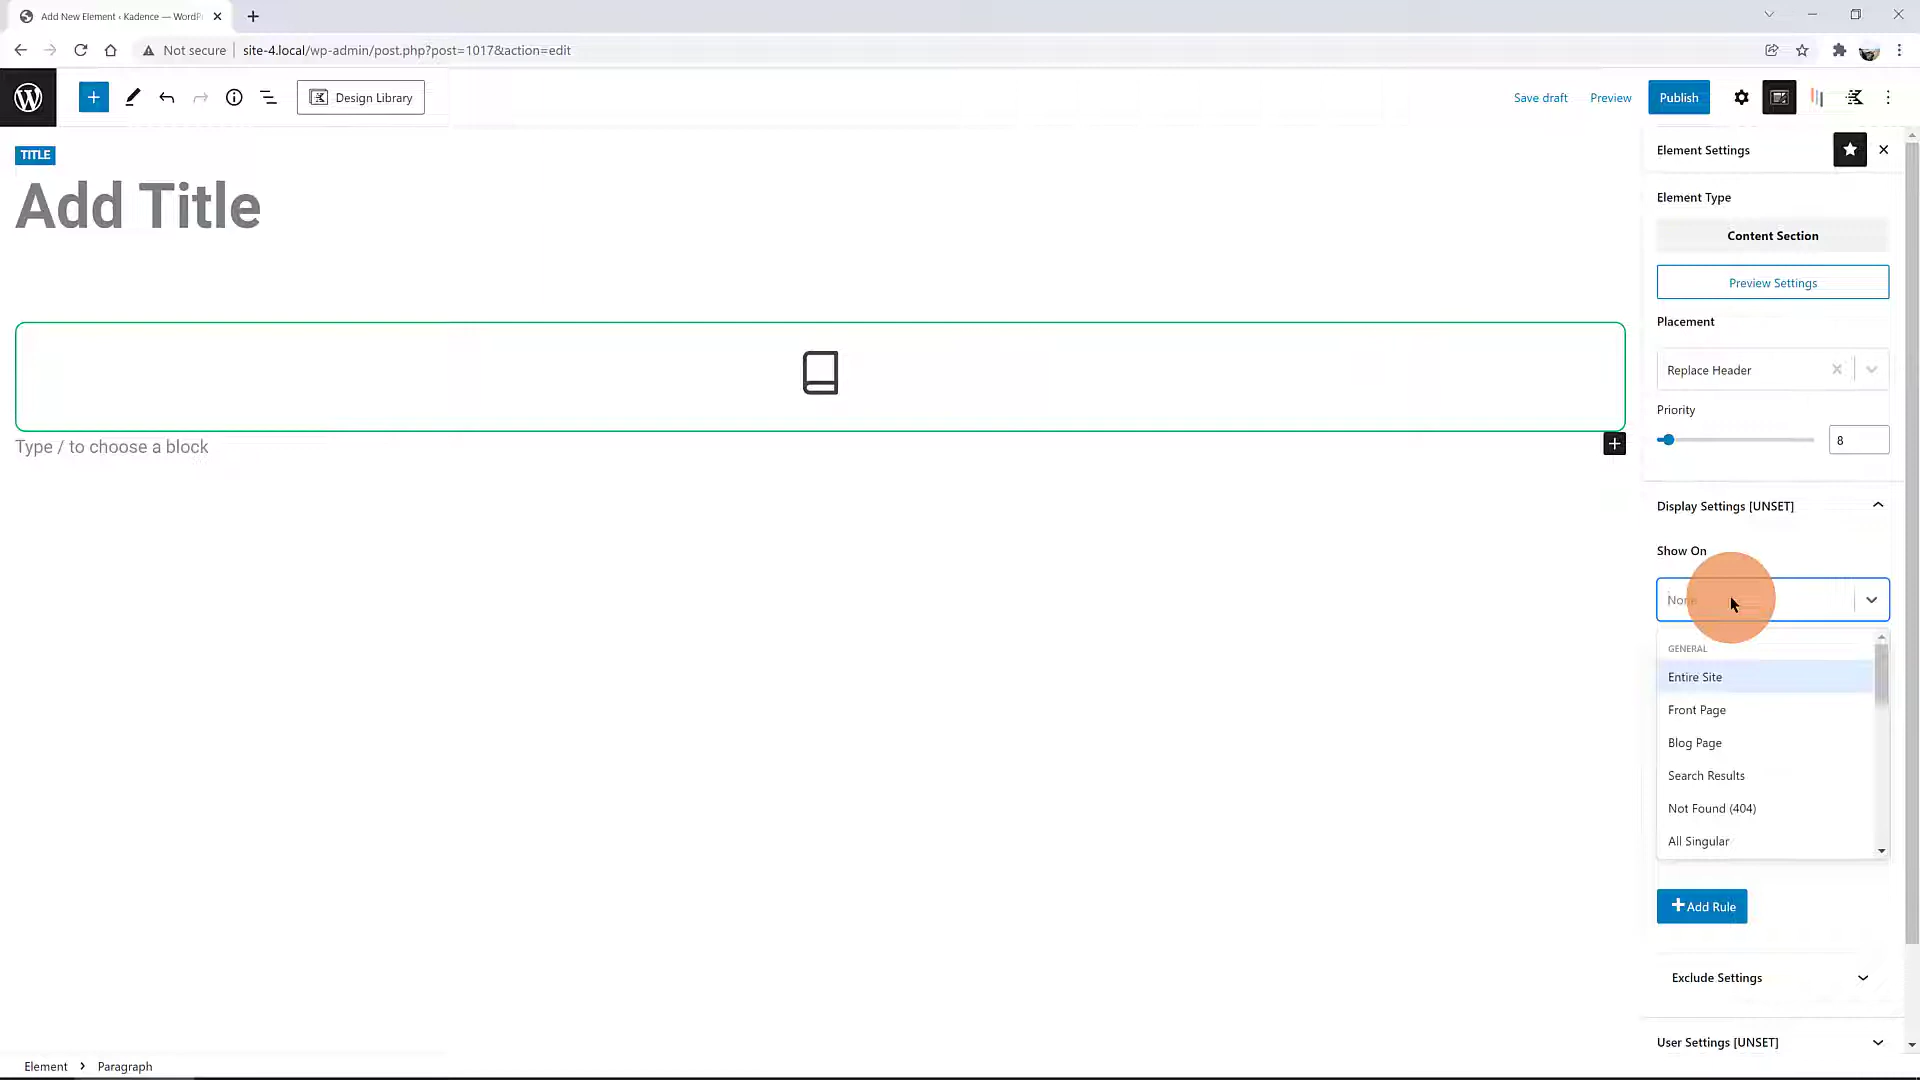 Add New Element ‹ Kadence — WordP
Not secure
site-4.local/wp-admin/post.php?post=1017&action=edit
Design Library
Save draft
Preview
Publish
TITLE
Add Title
Type / to choose a block
Element Settings
Element Type
Content Section
Preview Settings
Placement
Replace Header
Priority
8
Display Settings [UNSET]
Show On
None
GENERAL
Entire Site
Front Page
Blog Page
Search Results
Not Found (404)
All Singular
Add Rule
Exclude Settings
User Settings [UNSET]
Element
Paragraph